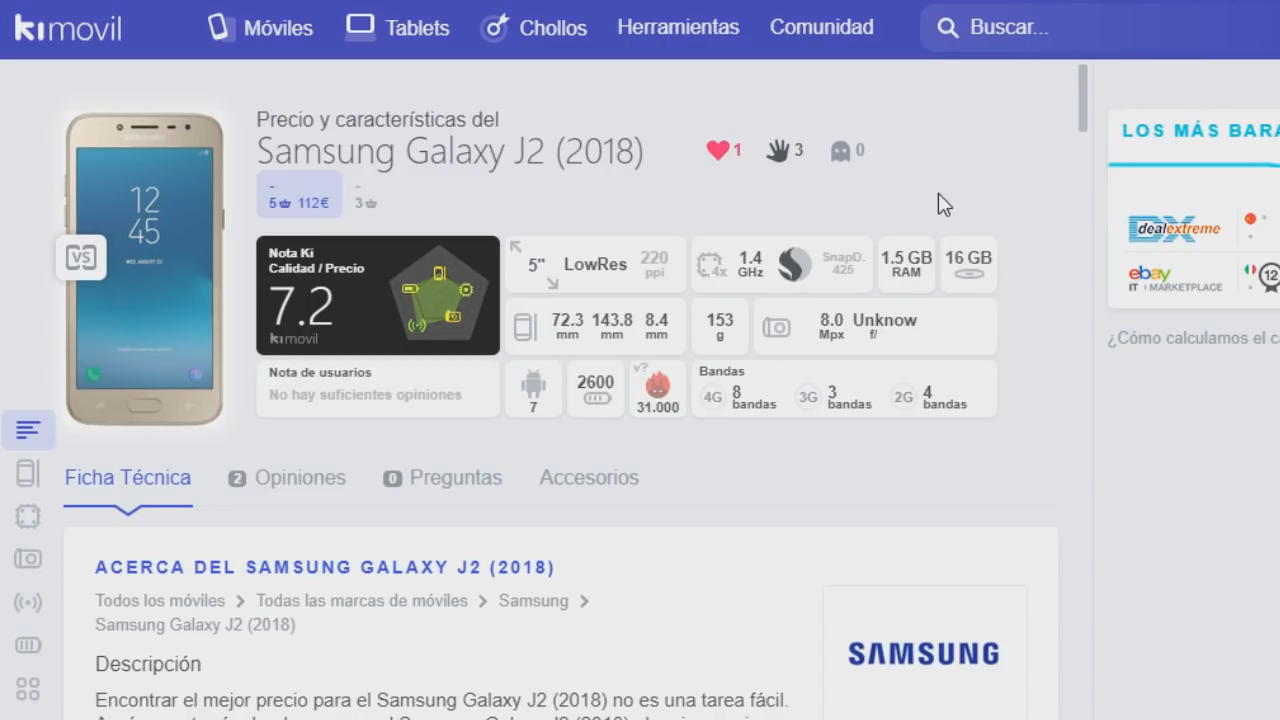 kimovil
Móviles
Tablets
Chollos
Herramientas
Comunidad
Buscar...
Precio y características del
Samsung Galaxy J2 (2018)
1
3
0
-
5 112€
-
3
12
45
VS
Nota Ki
Calidad / Precio
7.2
kimovil
5" LowRes 220
ppi
4x
1.4
GHz
SnapD.
425
1.5 GB
RAM
16 GB
72.3 143.8 8.4
mm mm mm
153
g
8.0 Unknow
Mpx f/
Nota de usuarios
No hay suficientes opiniones
7
2600
v?
31.000
Bandas
4G 8 bandas
3G 3 bandas
2G 4 bandas
LOS MÁS BARA
dealextreme
ebay
IT MARKETPLACE
12
¿Cómo calculamos el ca
Ficha Técnica
2 Opiniones
0 Preguntas
Accesorios
ACERCA DEL SAMSUNG GALAXY J2 (2018)
Todos los móviles > Todas las marcas de móviles > Samsung >
Samsung Galaxy J2 (2018)
Descripción
Encontrar el mejor precio para el Samsung Galaxy J2 (2018) no es una tarea fácil.
SAMSUNG